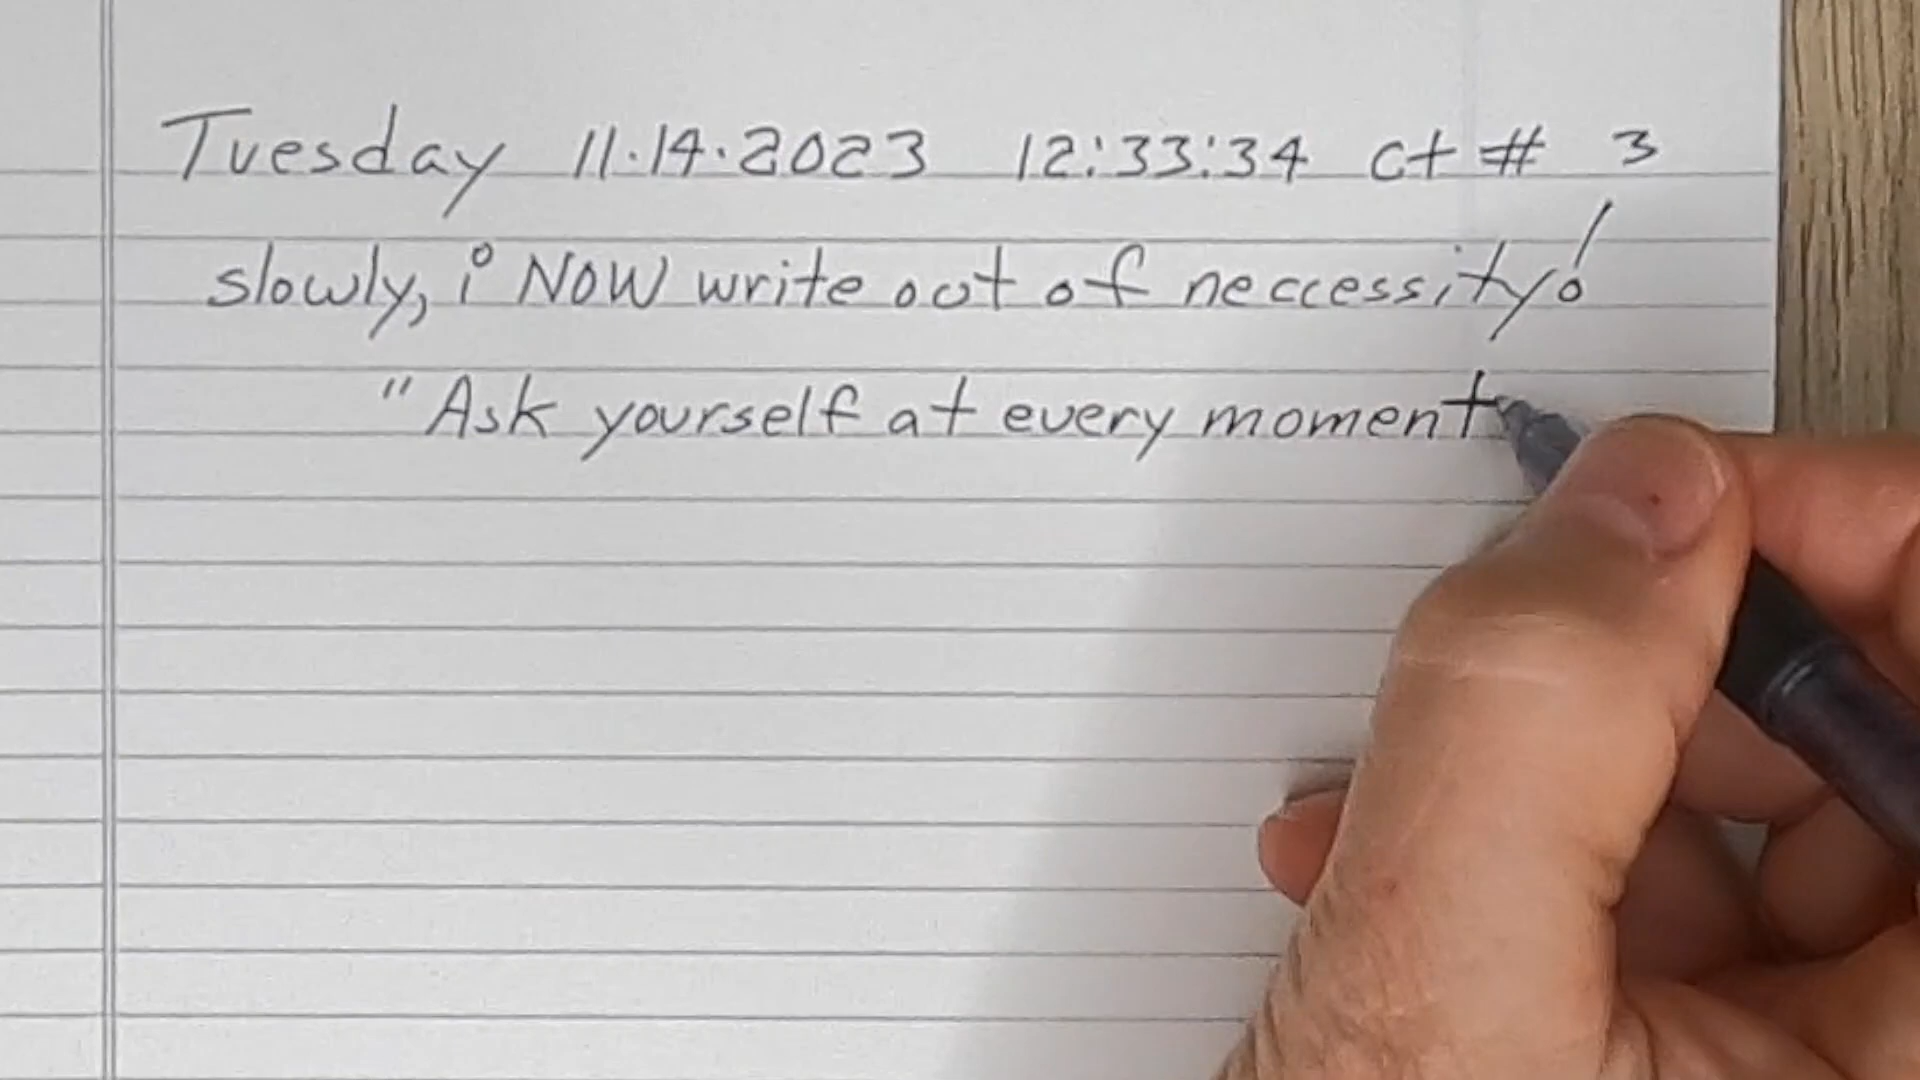 Tuesday 11.14.2023 12:33:34 ct # 3
slowly, i NOW write out of neccessity!
"Ask yourself at every moment